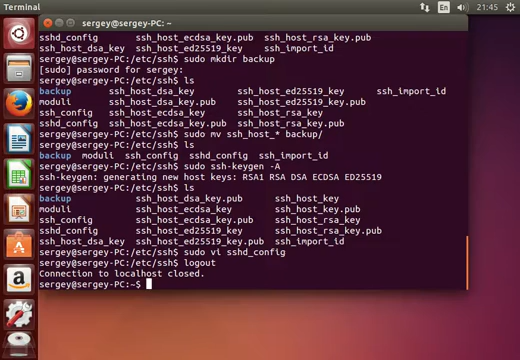 Terminal
En
21:45
sergey@sergey-PC: ~
sshd_config ssh_host_ecdsa_key.pub ssh_host_rsa_key.pub
ssh_host_dsa_key ssh_host_ed25519_key ssh_import_id
sergey@sergey-PC:/etc/ssh$ sudo mkdir backup
[sudo] password for sergey:
sergey@sergey-PC:/etc/ssh$ ls
backup ssh_host_dsa_key ssh_host_ed25519_key ssh_import_id
moduli ssh_host_dsa_key.pub ssh_host_ed25519_key.pub
ssh_config ssh_host_ecdsa_key ssh_host_rsa_key
sshd_config ssh_host_ecdsa_key.pub ssh_host_rsa_key.pub
sergey@sergey-PC:/etc/ssh$ sudo mv ssh_host_* backup/
sergey@sergey-PC:/etc/ssh$ ls
backup moduli ssh_config sshd_config ssh_import_id
sergey@sergey-PC:/etc/ssh$ sudo ssh-keygen -A
ssh-keygen: generating new host keys: RSA1 RSA DSA ECDSA ED25519
sergey@sergey-PC:/etc/ssh$ ls
backup ssh_host_dsa_key.pub ssh_host_key
moduli ssh_host_ecdsa_key ssh_host_key.pub
ssh_config ssh_host_ecdsa_key.pub ssh_host_rsa_key
sshd_config ssh_host_ed25519_key ssh_host_rsa_key.pub
ssh_host_dsa_key ssh_host_ed25519_key.pub ssh_import_id
sergey@sergey-PC:/etc/ssh$ sudo vi sshd_config
sergey@sergey-PC:/etc/ssh$ logout
Connection to localhost closed.
sergey@sergey-PC:~$